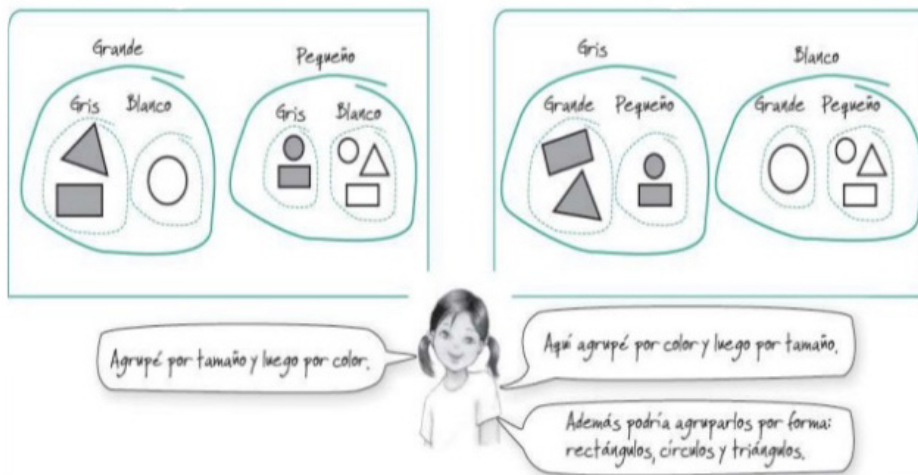 Grande
Pequeño
Gris Blanco
Gris Blanco
Gris
Blanco
Grande Pequeño
Grande Pequeño
Agrupé por tamaño y luego por color.
Aquí agrupé por color y luego por tamaño.
Además podría agruparlos por forma:
rectángulos, círculos y triángulos.